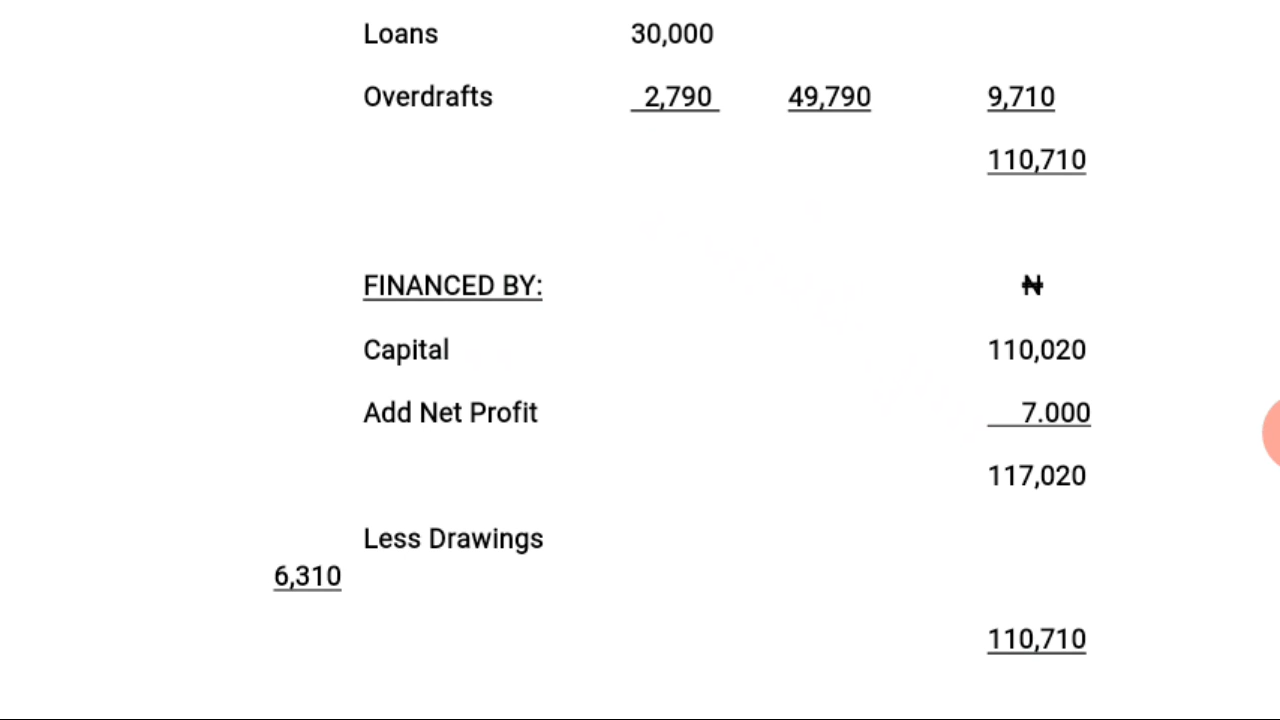 Loans 30,000
Overdrafts 2,790 49,790 9,710
110,710
FINANCED BY: ₦
Capital 110,020
Add Net Profit 7.000
117,020
Less Drawings
6,310
110,710